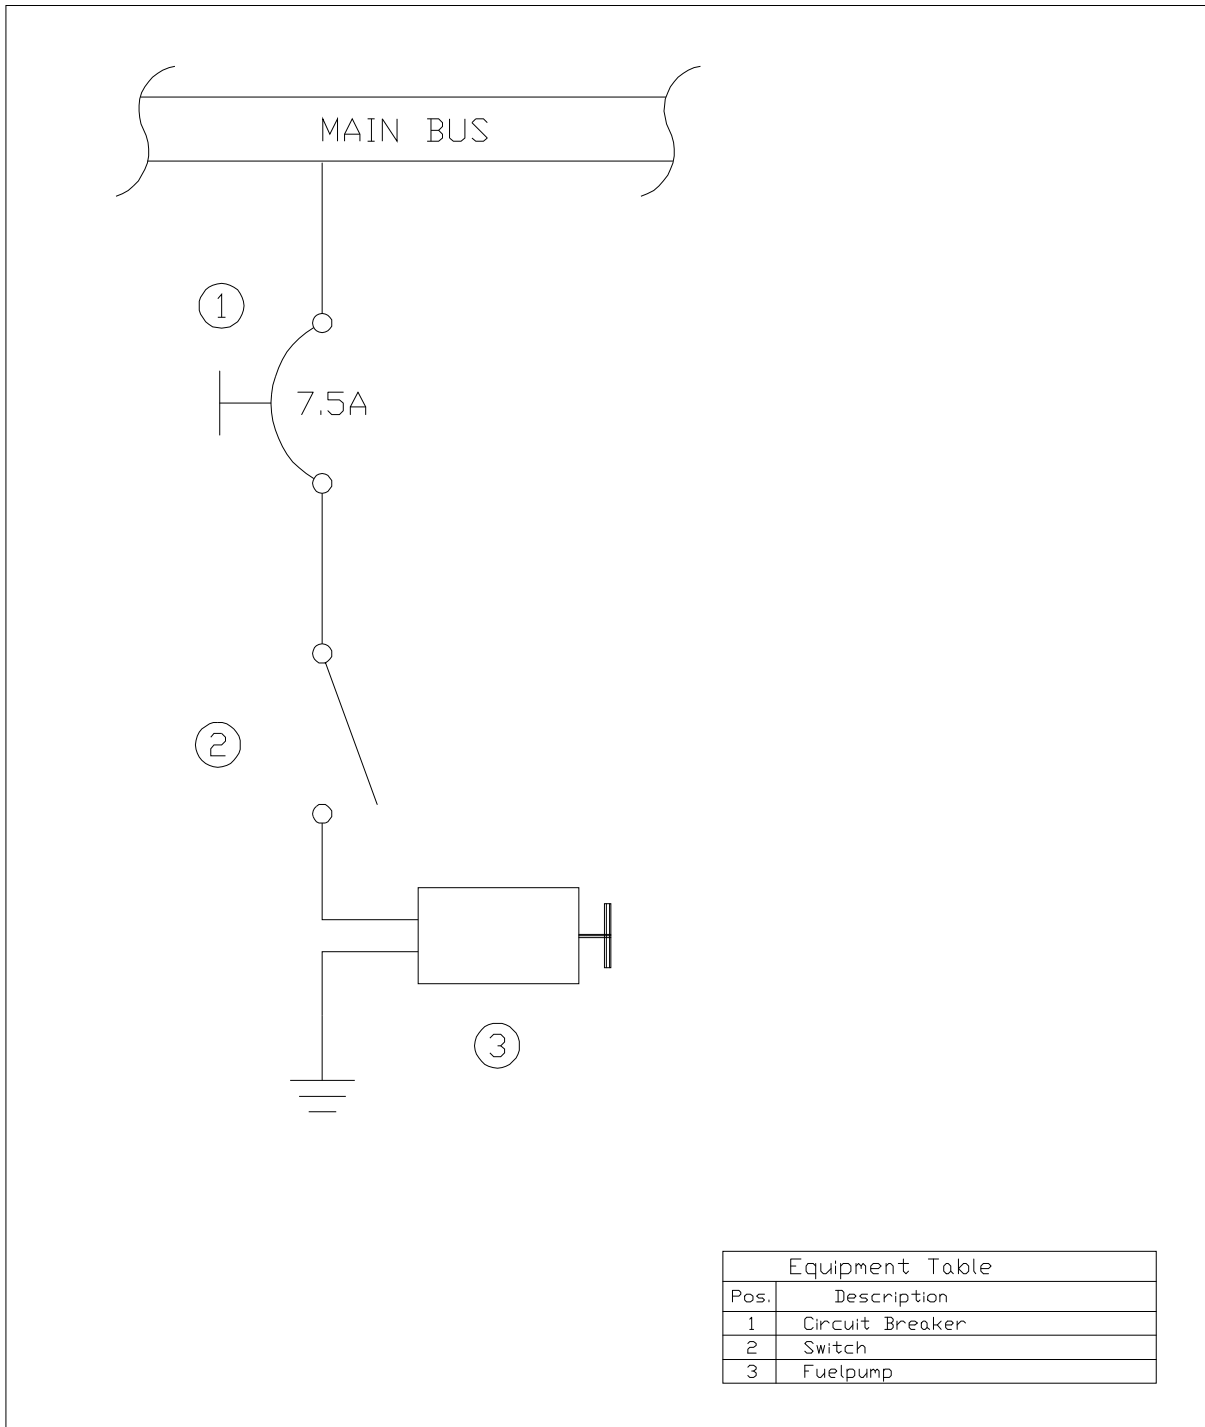 MAIN BUS
1
7.5A
2
3
Equipment Table
Pos. Description
1 Circuit Breaker
2 Switch
3 Fuelpump